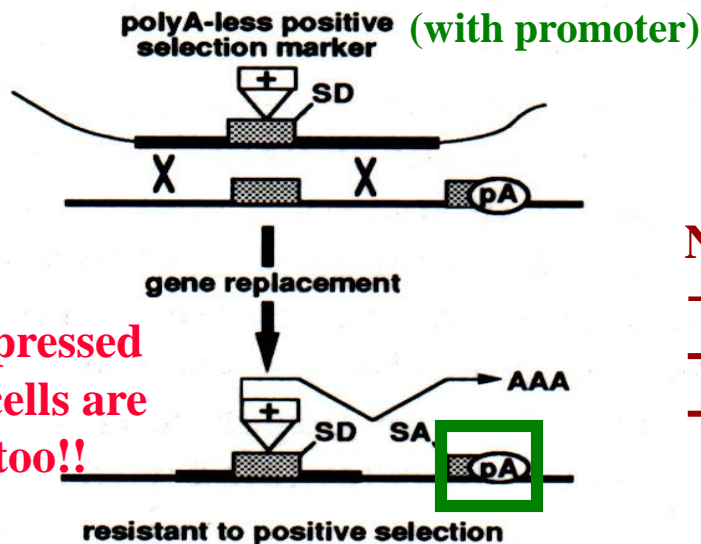 polyA-less positive (with promoter)
selection marker
+
SD
X X
pA
gene replacement
AAA
+
SD SA
pA
resistant to positive selection
cells are
too!!
N
-
-
-